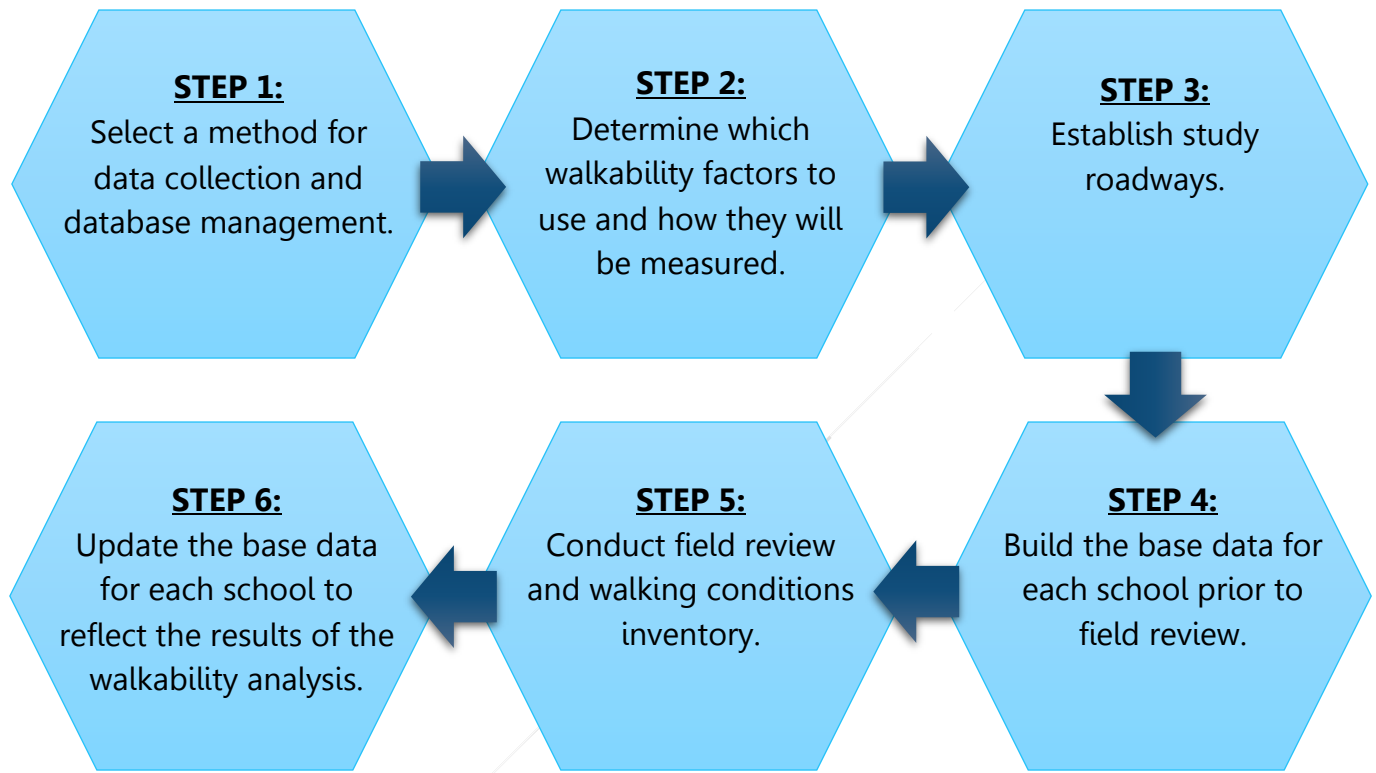 STEP 1:
Select a method for
data collection and
database management.
STEP 2:
Determine which
walkability factors to
use and how they will
be measured.
STEP 3:
Establish study
roadways.
STEP 4:
Build the base data for
each school prior to
field review.
STEP 5:
Conduct field review
and walking conditions
inventory.
STEP 6:
Update the base data
for each school to
reflect the results of the
walkability analysis.